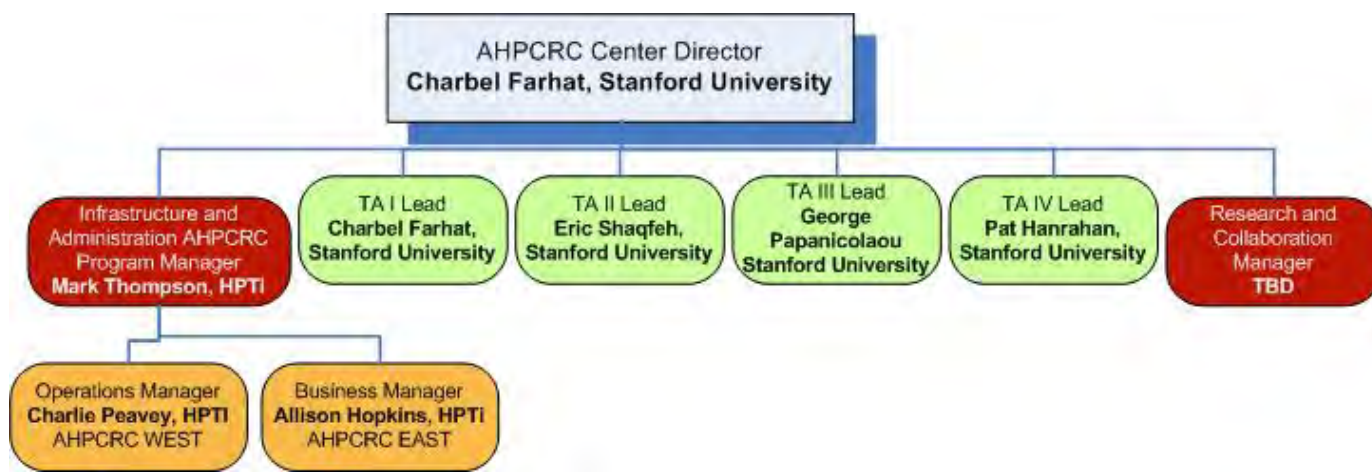 AHPCRC Center Director
Charbel Farhat, Stanford University
Infrastructure and
Administration AHPCRC
Program Manager
Mark Thompson, HPTi
TA I Lead
Charbel Farhat,
Stanford University
TA II Lead
Eric Shaqfeh,
Stanford University
TA III Lead
George
Papanicolaou
Stanford University
TA IV Lead
Pat Hanrahan,
Stanford University
Research and
Collaboration
Manager
TBD
Operations Manager
Charlie Peavey, HPTI
AHPCRC WEST
Business Manager
Allison Hopkins, HPTi
AHPCRC EAST